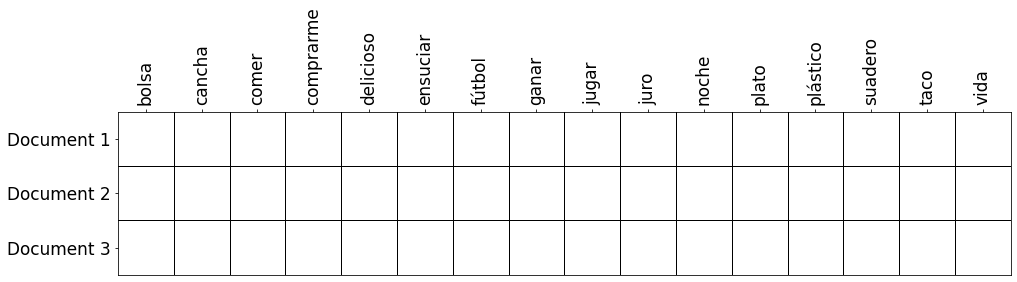 bolsa
cancha
comer
comprarme
delicioso
ensuciar
fútbol
ganar
jugar
juro
noche
plato
plástico
suadero
taco
vida
Document 1
Document 2
Document 3